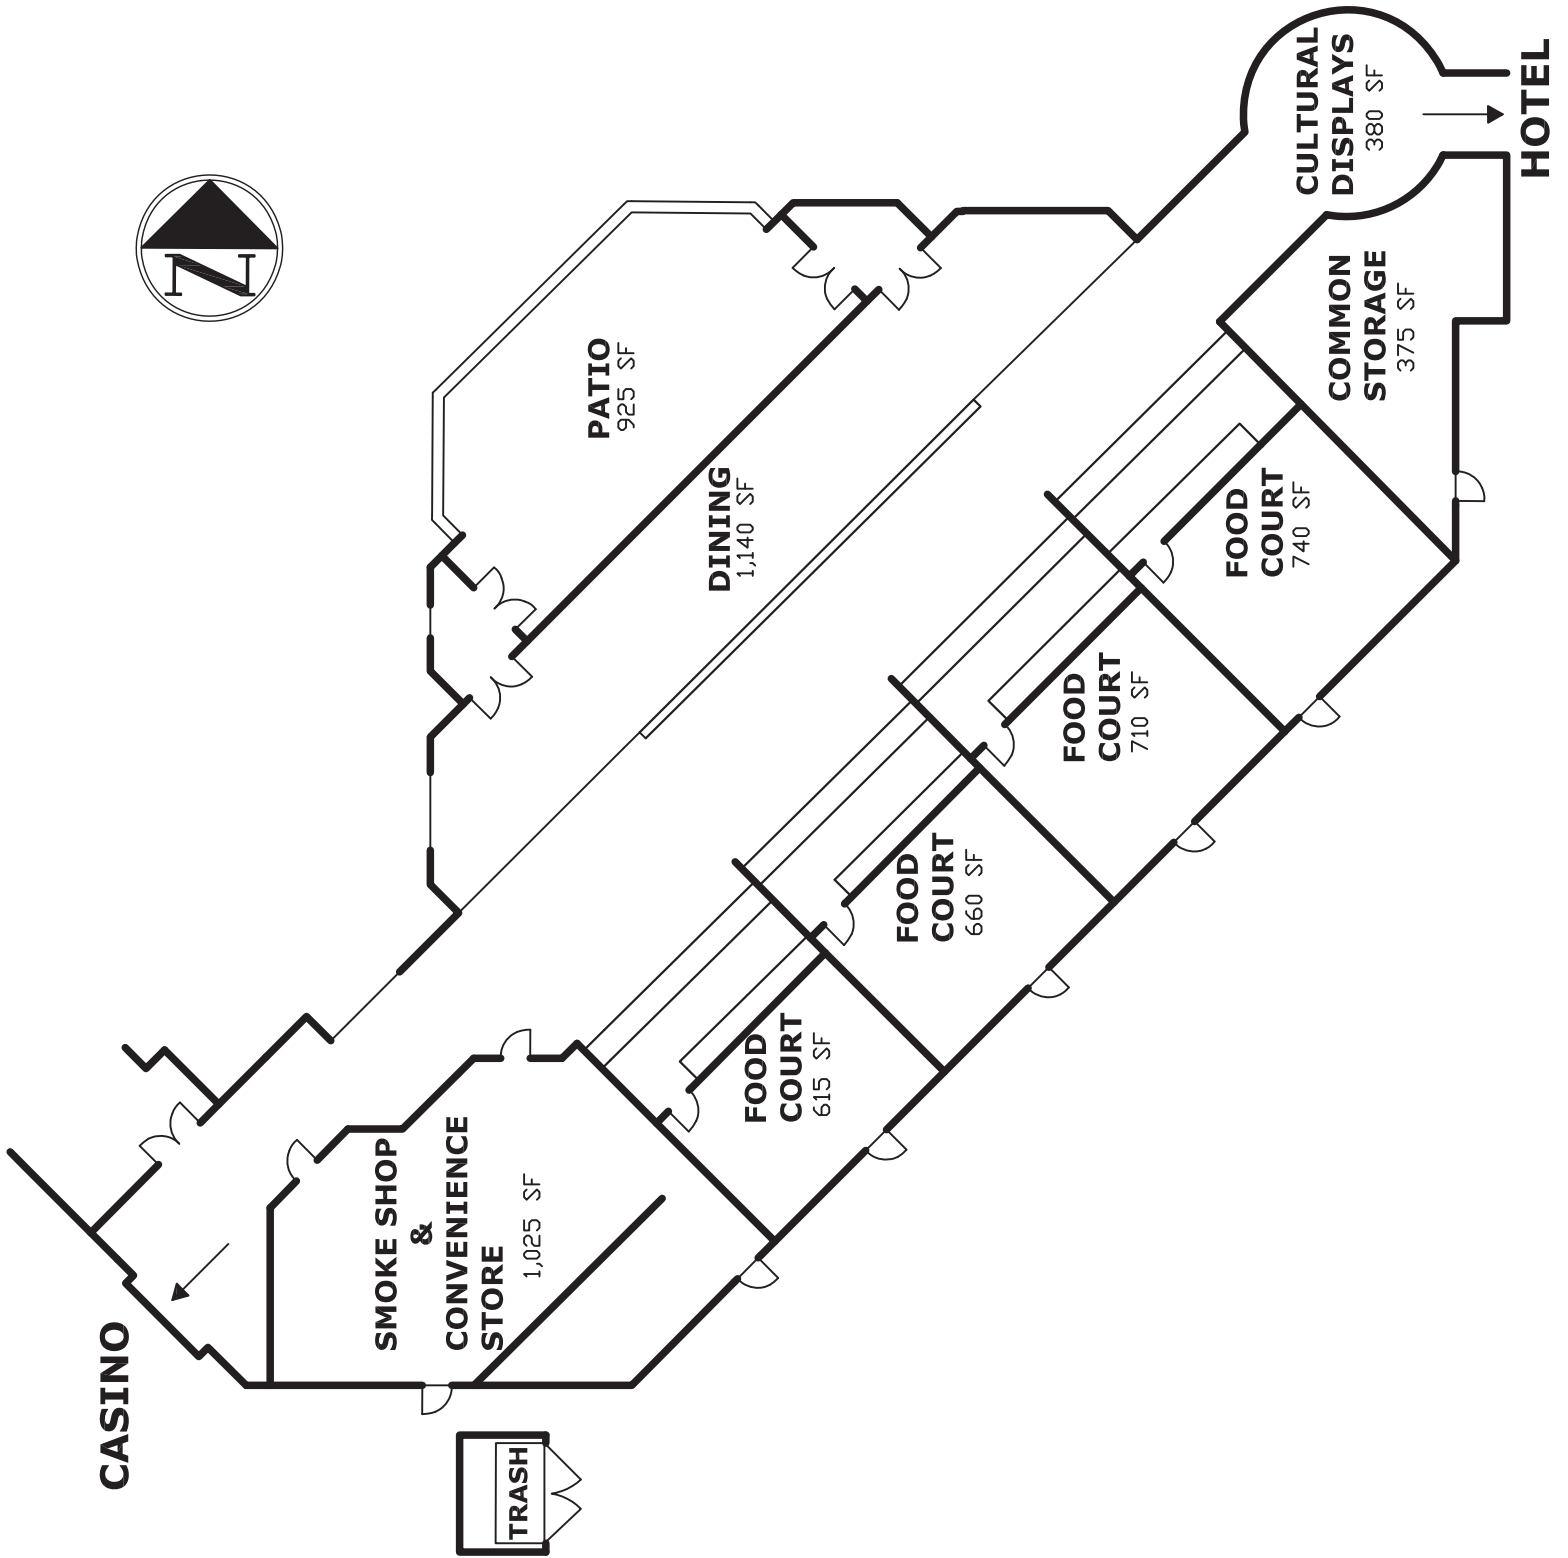 N
CASINO
SMOKE SHOP
&
CONVENIENCE
STORE
1,025 SF
TRASH
PATIO
925 SF
DINING
1,140 SF
FOOD
COURT
615 SF
FOOD
COURT
660 SF
FOOD
COURT
710 SF
FOOD
COURT
740 SF
COMMON
STORAGE
375 SF
CULTURAL
DISPLAYS
380 SF
HOTEL